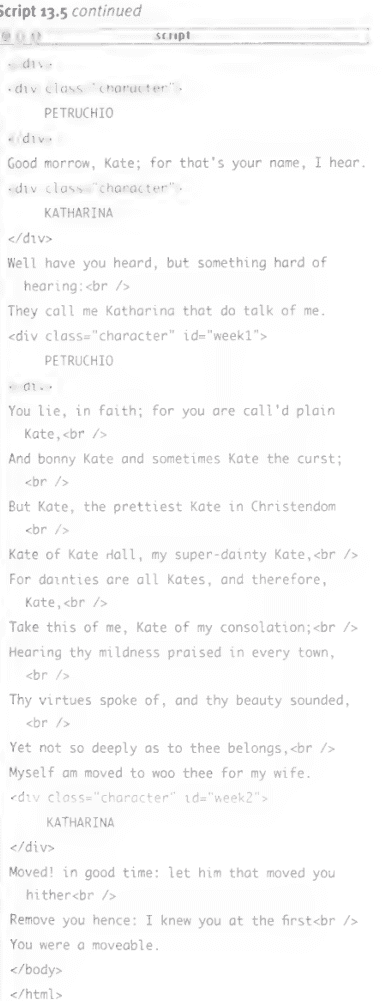 Script 13.5 continued
script
<div>
<div class="character">
PETRUCHIO
</div>
Good morrow, Kate; for that's your name, I hear.
<div class="character">
KATHARINA
</div>
Well have you heard, but something hard of
hearing:<br />
They call me Katharina that do talk of me.
<div class="character" id="week1">
PETRUCHIO
You lie, in faith; for you are call'd plain
Kate,<br />
And bonny Kate and sometimes Kate the curst;
<br />
But Kate, the prettiest Kate in Christendom
<br />
Kate of Kate Hall, my super-dainty Kate,<br />
For dainties are all Kates, and therefore,
Kate,<br />
Take this of me, Kate of my consolation;<br />
Hearing thy mildness praised in every town,
<br />
Thy virtues spoke of, and thy beauty sounded,
<br />
Yet not so deeply as to thee belongs,<br />
Myself am moved to woo thee for my wife.
<div class="character" id="week2">
KATHARINA
</div>
Moved! in good time: let him that moved you
hither<br />
Remove you hence: I knew you at the first<br />
You were a moveable.
</body>
</html>